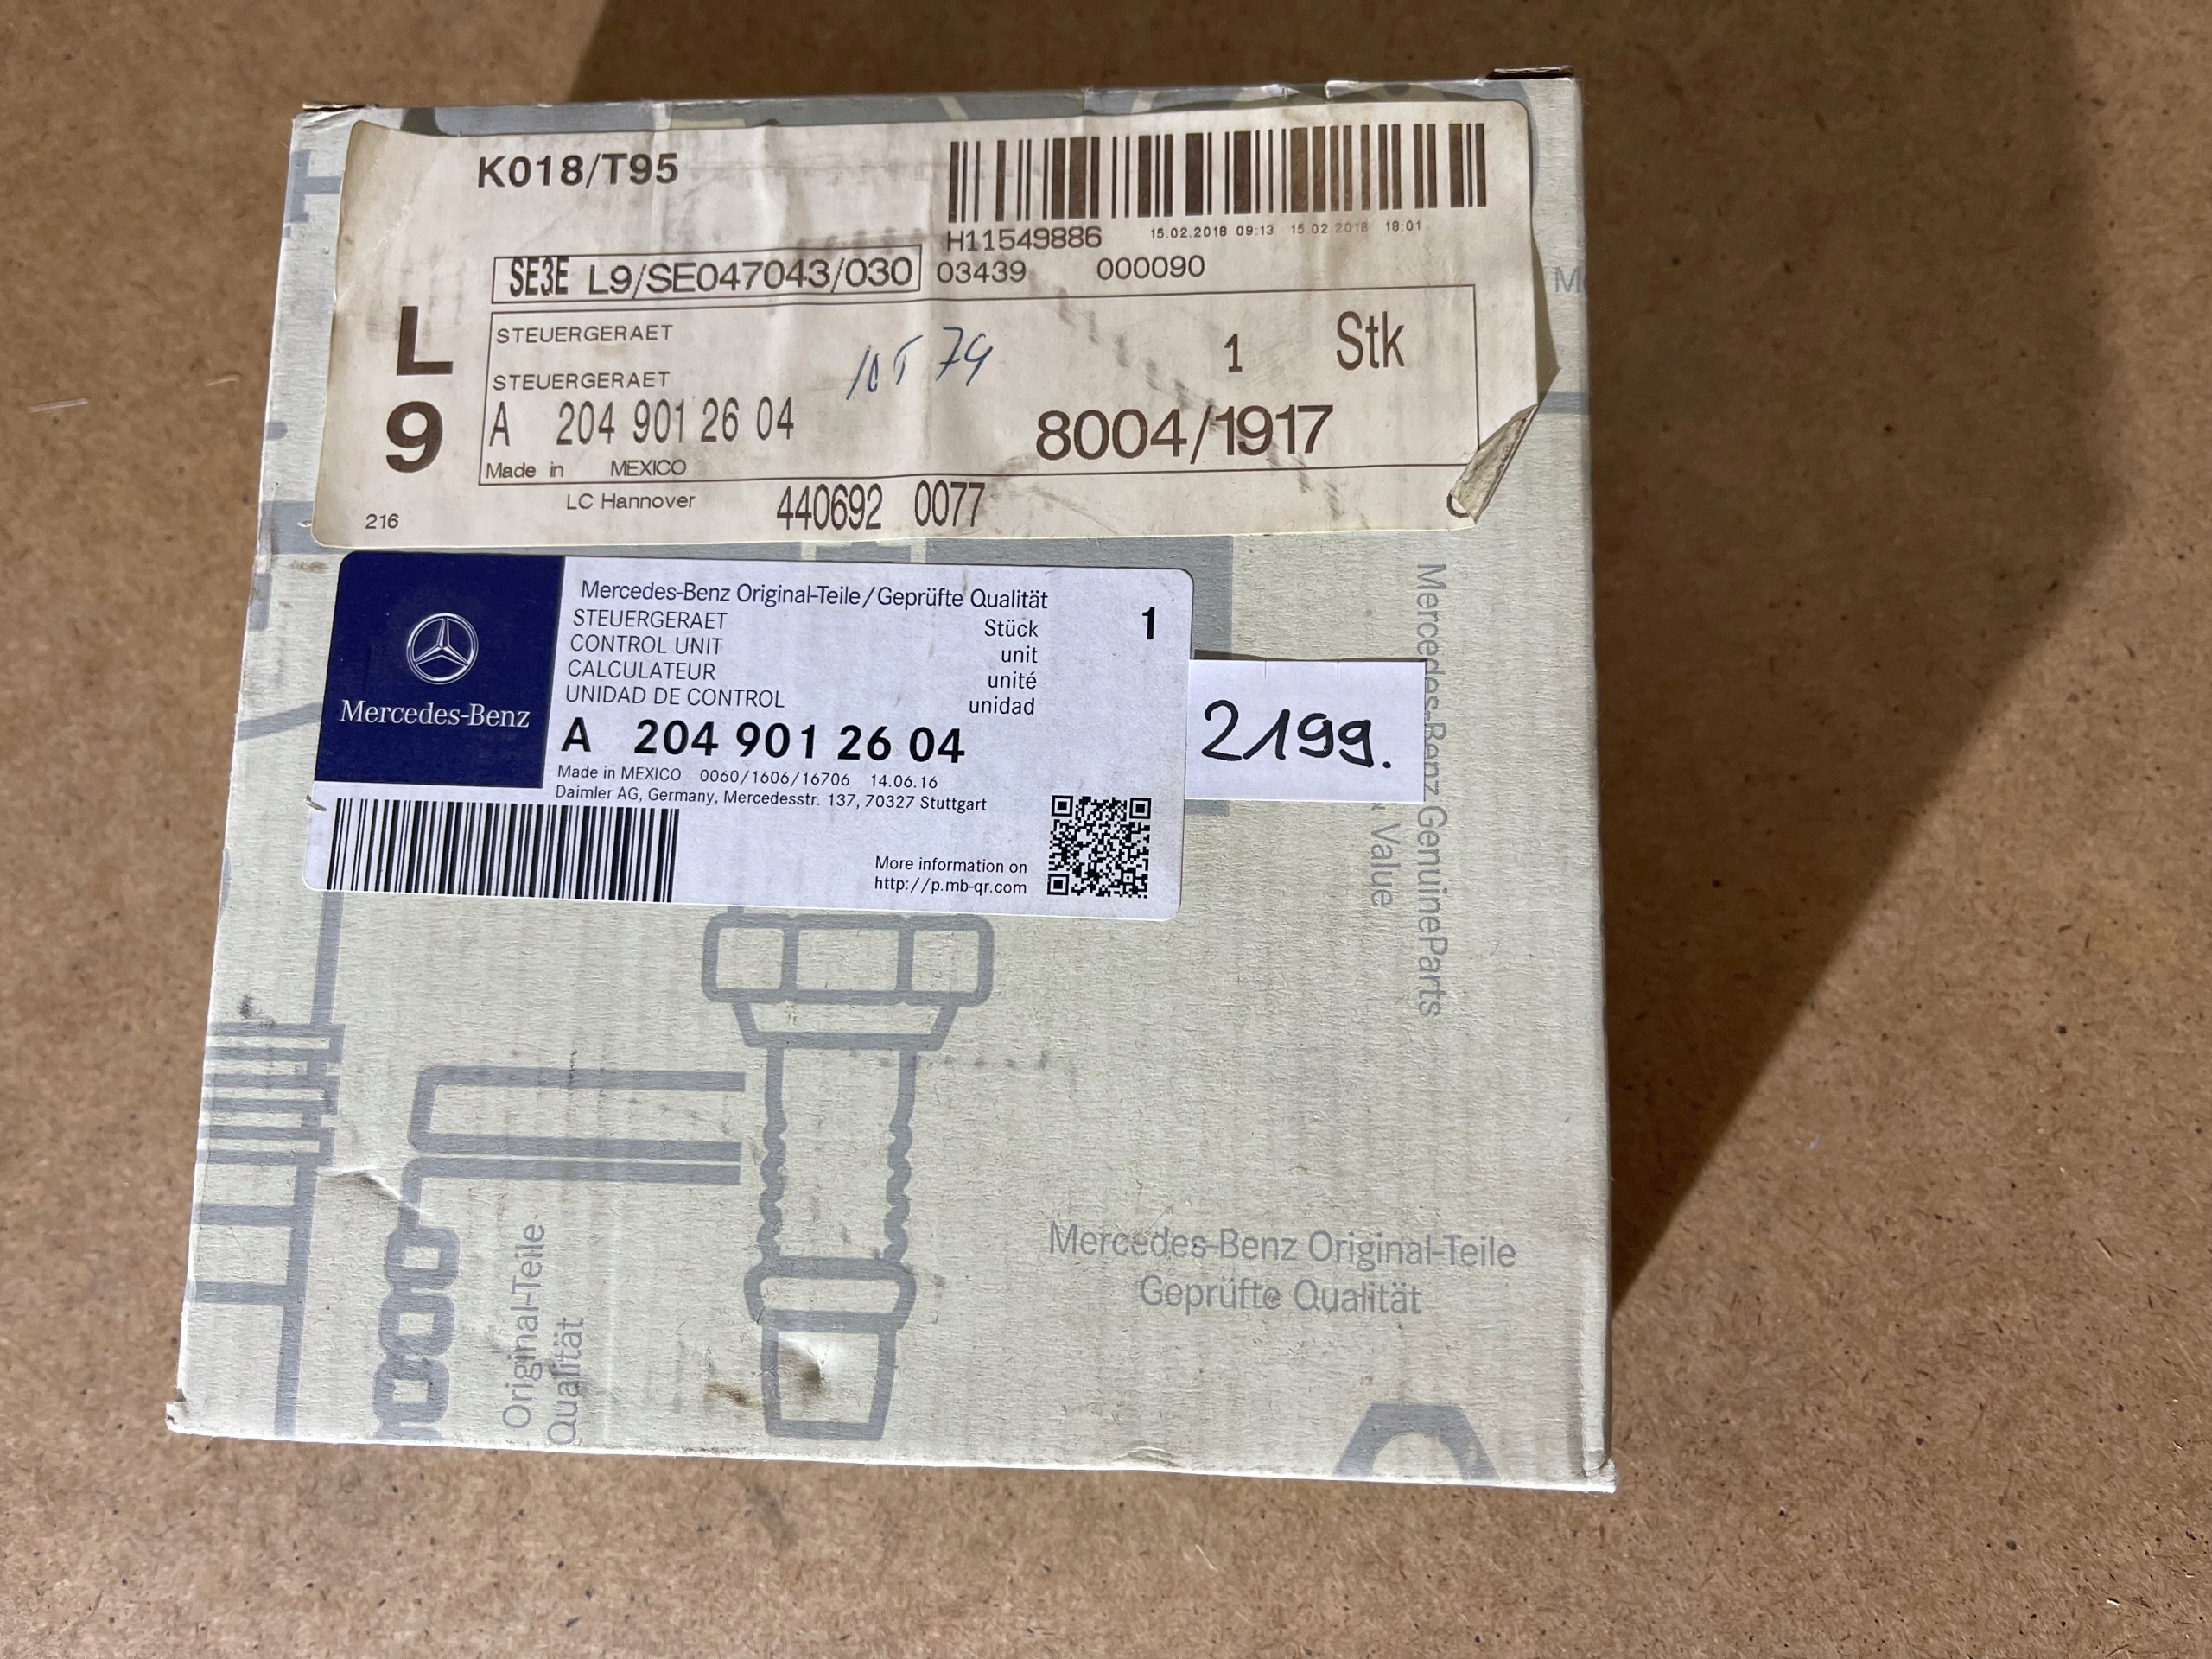 K018/T95
H11549886 15.02.2018 09:13 15 02 2018 18:01
SE3E L9/SE047043/030 03439 000090
L
9
STEUERGERAET
1 Stk
STEUERGERAET
A 204 901 26 04
8004/1917
Made in MEXICO
LC Hannover 440692 0077
216
Mercedes-Benz
Mercedes-Benz Original-Teile/Geprüfte Qualität
STEUERGERAET Stück 1
CONTROL UNIT unit
CALCULATEUR unité
UNIDAD DE CONTROL unidad
A 204 901 26 04
Made in MEXICO 0060/1606/16706 14.06.16
Daimler AG, Germany, Mercedesstr. 137, 70327 Stuttgart
More information on
http://p.mb-qr.com
2199.
Mercedes-Benz GenuineParts
Value
Mercedes-Benz Original-Teile
Geprüfte Qualität
Original-Teile
Qualität